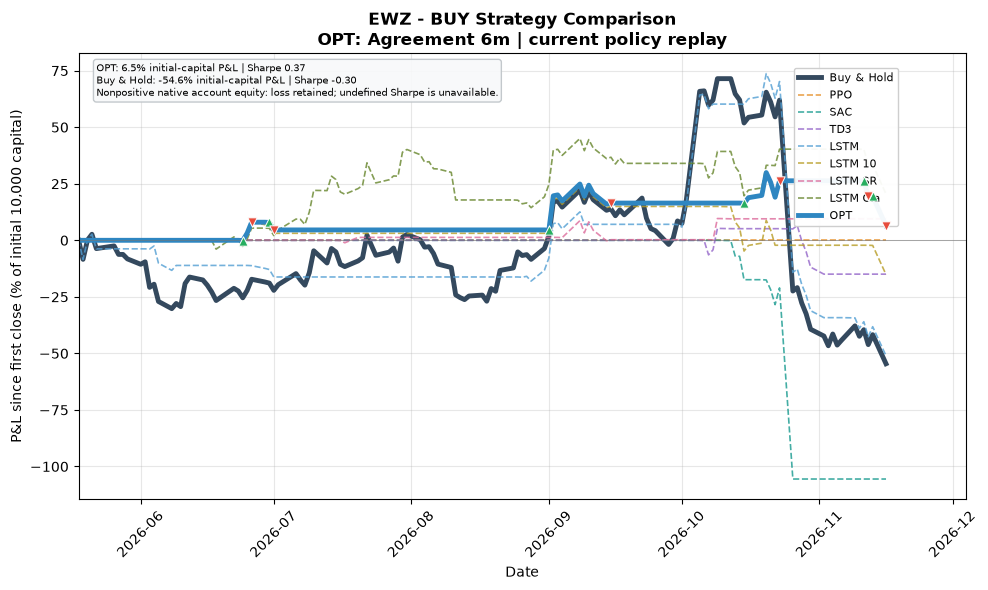 EWZ - BUY Strategy Comparison
OPT: Agreement 6m | current policy replay
OPT: 6.5% initial-capital P&L | Sharpe 0.37
Buy & Hold: -54.6% initial-capital P&L | Sharpe -0.30
Nonpositive native account equity: loss retained; undefined Sharpe is unavailable.
Buy & Hold
PPO
SAC
TD3
LSTM
LSTM 10
LSTM
LSTM
OPT
P&L since first close (% of initial 10,000 capital)
75
50
25
0
−25
−50
−75
−100
2026-06
2026-07
2026-08
2026-09
2026-10
2026-11
2026-12
Date